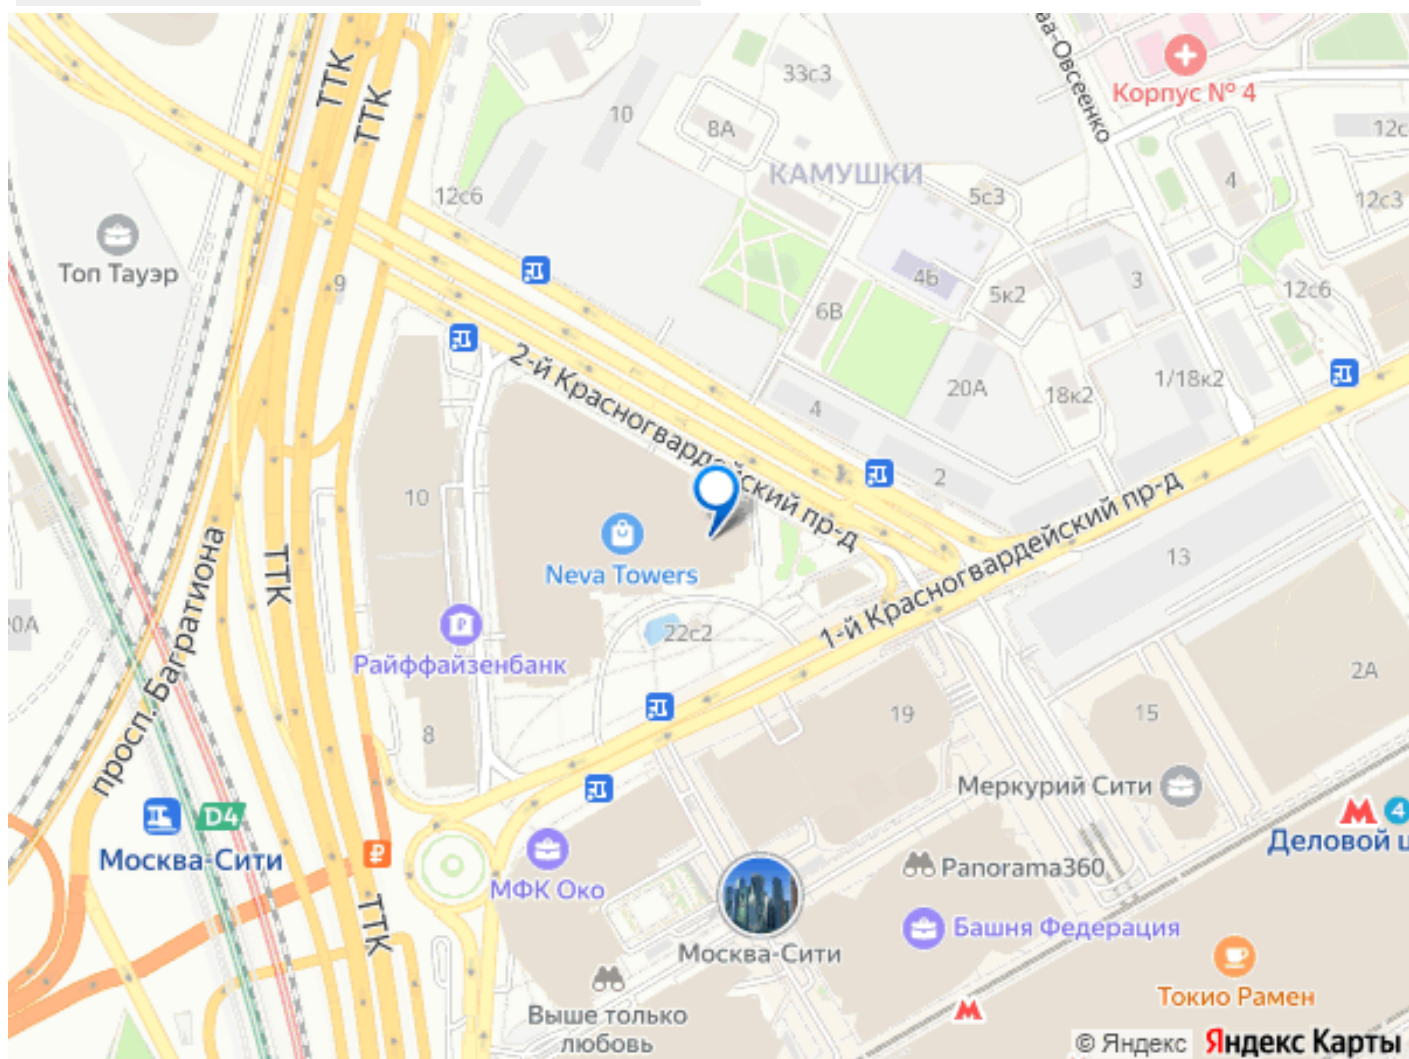 ТТК
ТТК
33с3
10
8А
Корпус № 4
12с
КАМУШКИ
4
12с6
5с3
12с3
Топ Тауэр
9
4Б
5к2
3
12с6
6В
2-й Красногвардейский пр-д
20А
1/18к2
18к2
4
2
10
1-й Красногвардейский пр-д
13
ТТК
просп. Багратиона
Neva Towers
20А
22с2
Райффайзенбанк
2А
19
15
8
Меркурий Сити
D4
4
Москва-Сити
Деловой ц
МФК Око
Panorama360
ТТК
Башня Федерация
Москва-Сити
Токио Рамен
Выше только
любовь
© Яндекс Яндекс Карты